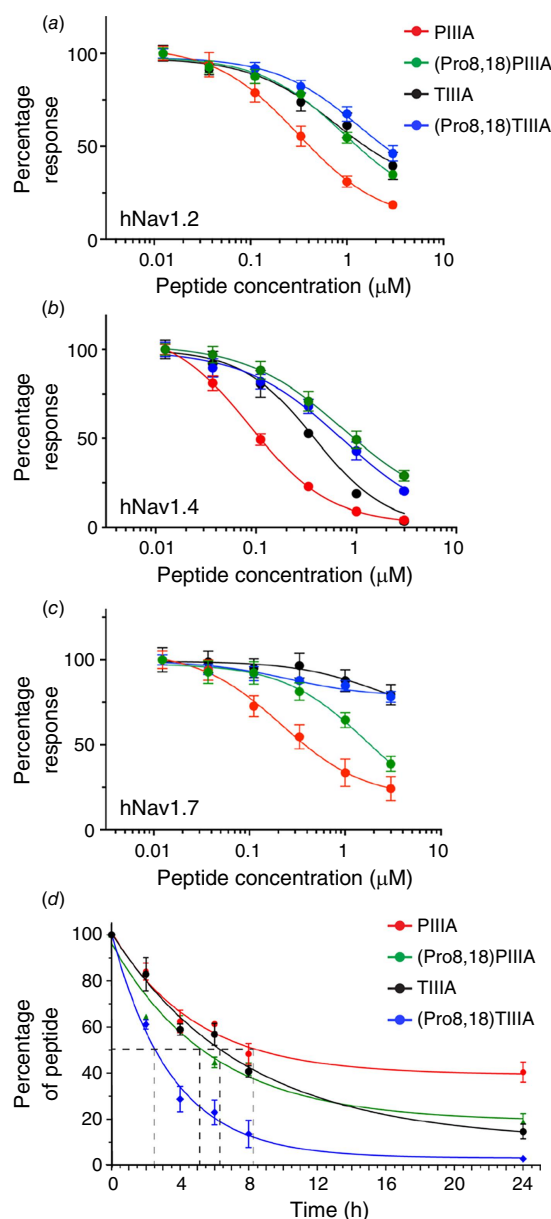 (a)
PIIIA
(Pro8,18)PIIIA
TIIIA
(Pro8,18)TIIIA
Percentage
response
100
50
0
hNav1.2
0.01 0.1 1 10
Peptide concentration (μM)
(b)
Percentage
response
100
50
0
hNav1.4
0.01 0.1 1 10
Peptide concentration (μM)
(c)
Percentage
response
100
50
0
hNav1.7
0.01 0.1 1 10
Peptide concentration (μM)
(d)
PIIIA
(Pro8,18)PIIIA
TIIIA
(Pro8,18)TIIIA
Percentage
of peptide
100
80
60
40
20
0
0 4 8 12 16 20 24
Time (h)